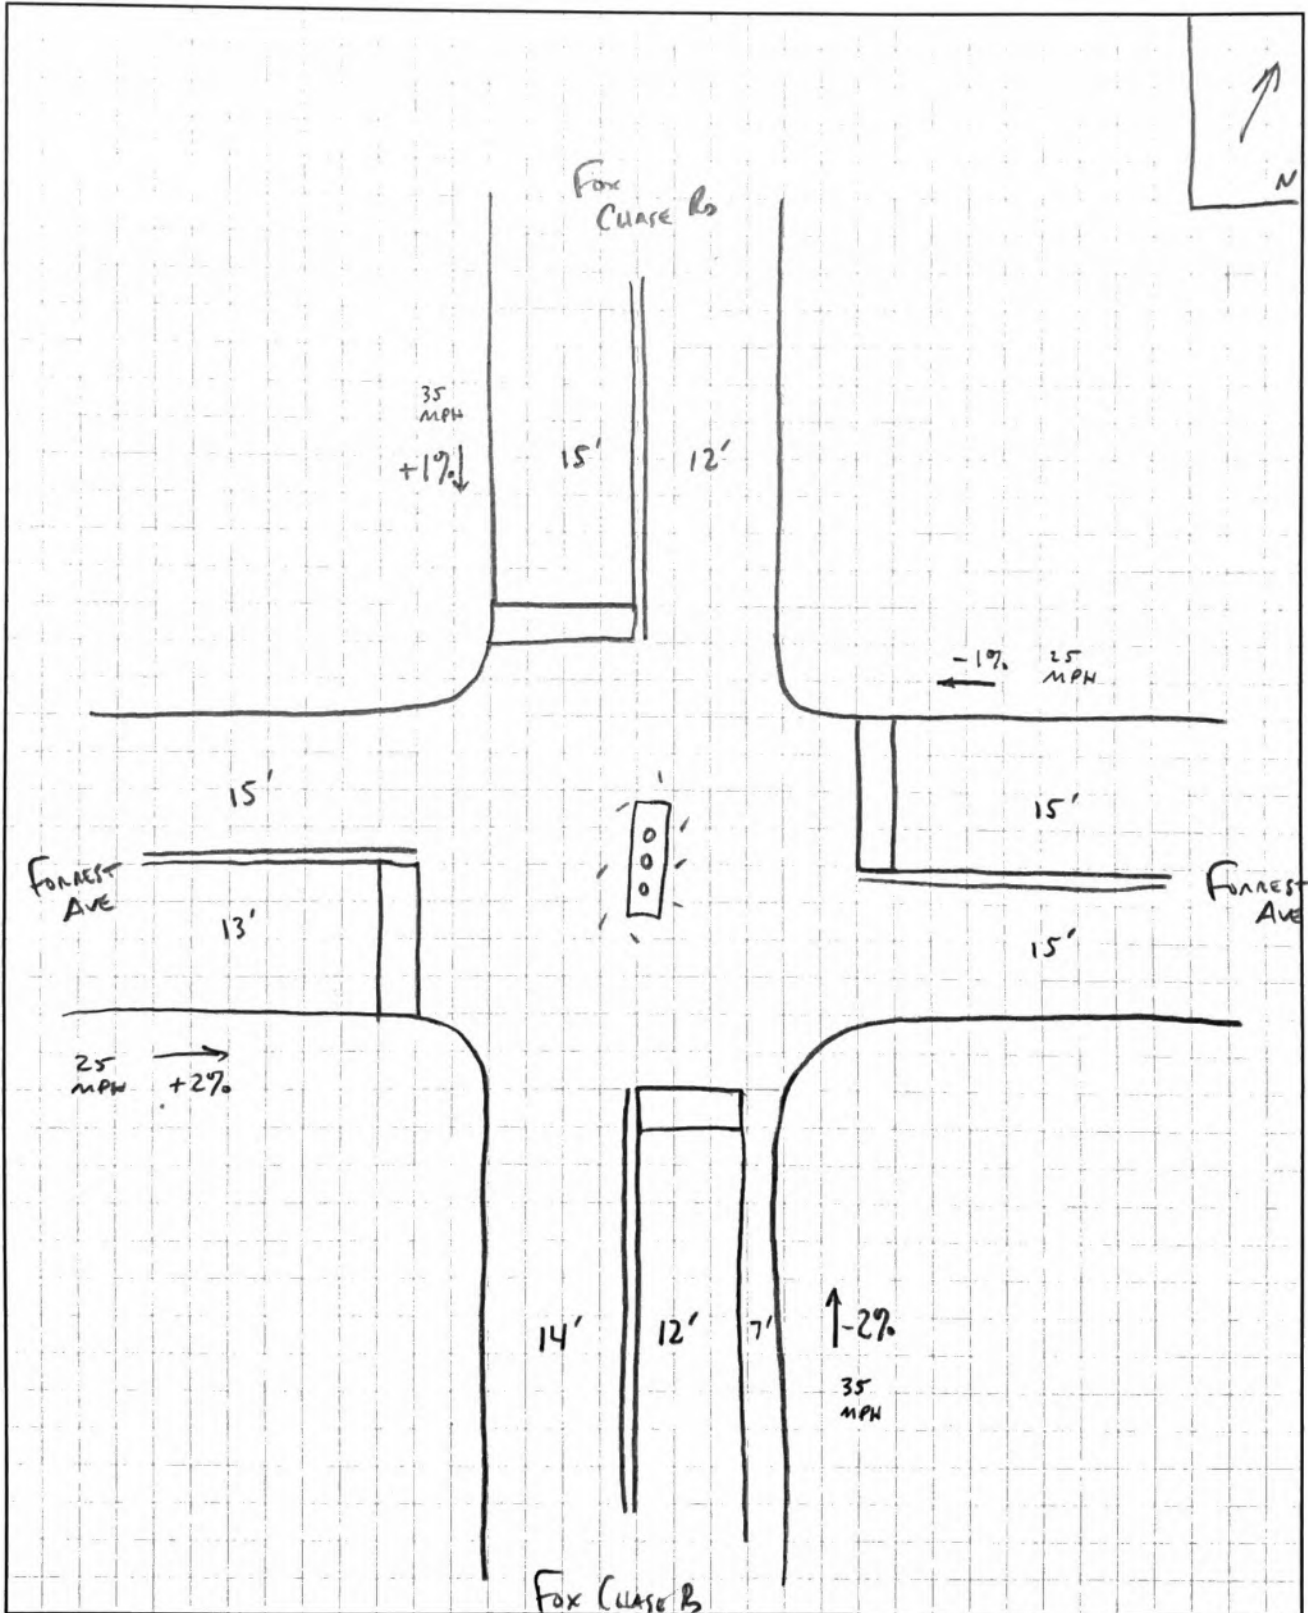 N
Fox
Chase Rd
35
MPH
+1%
15'
12'
-1%
25
MPH
15'
15'
Forrest
Ave
13'
Forrest
Ave
15'
25
MPH
+2%
14'
12'
7'
-2%
35
MPH
Fox Chase Rd